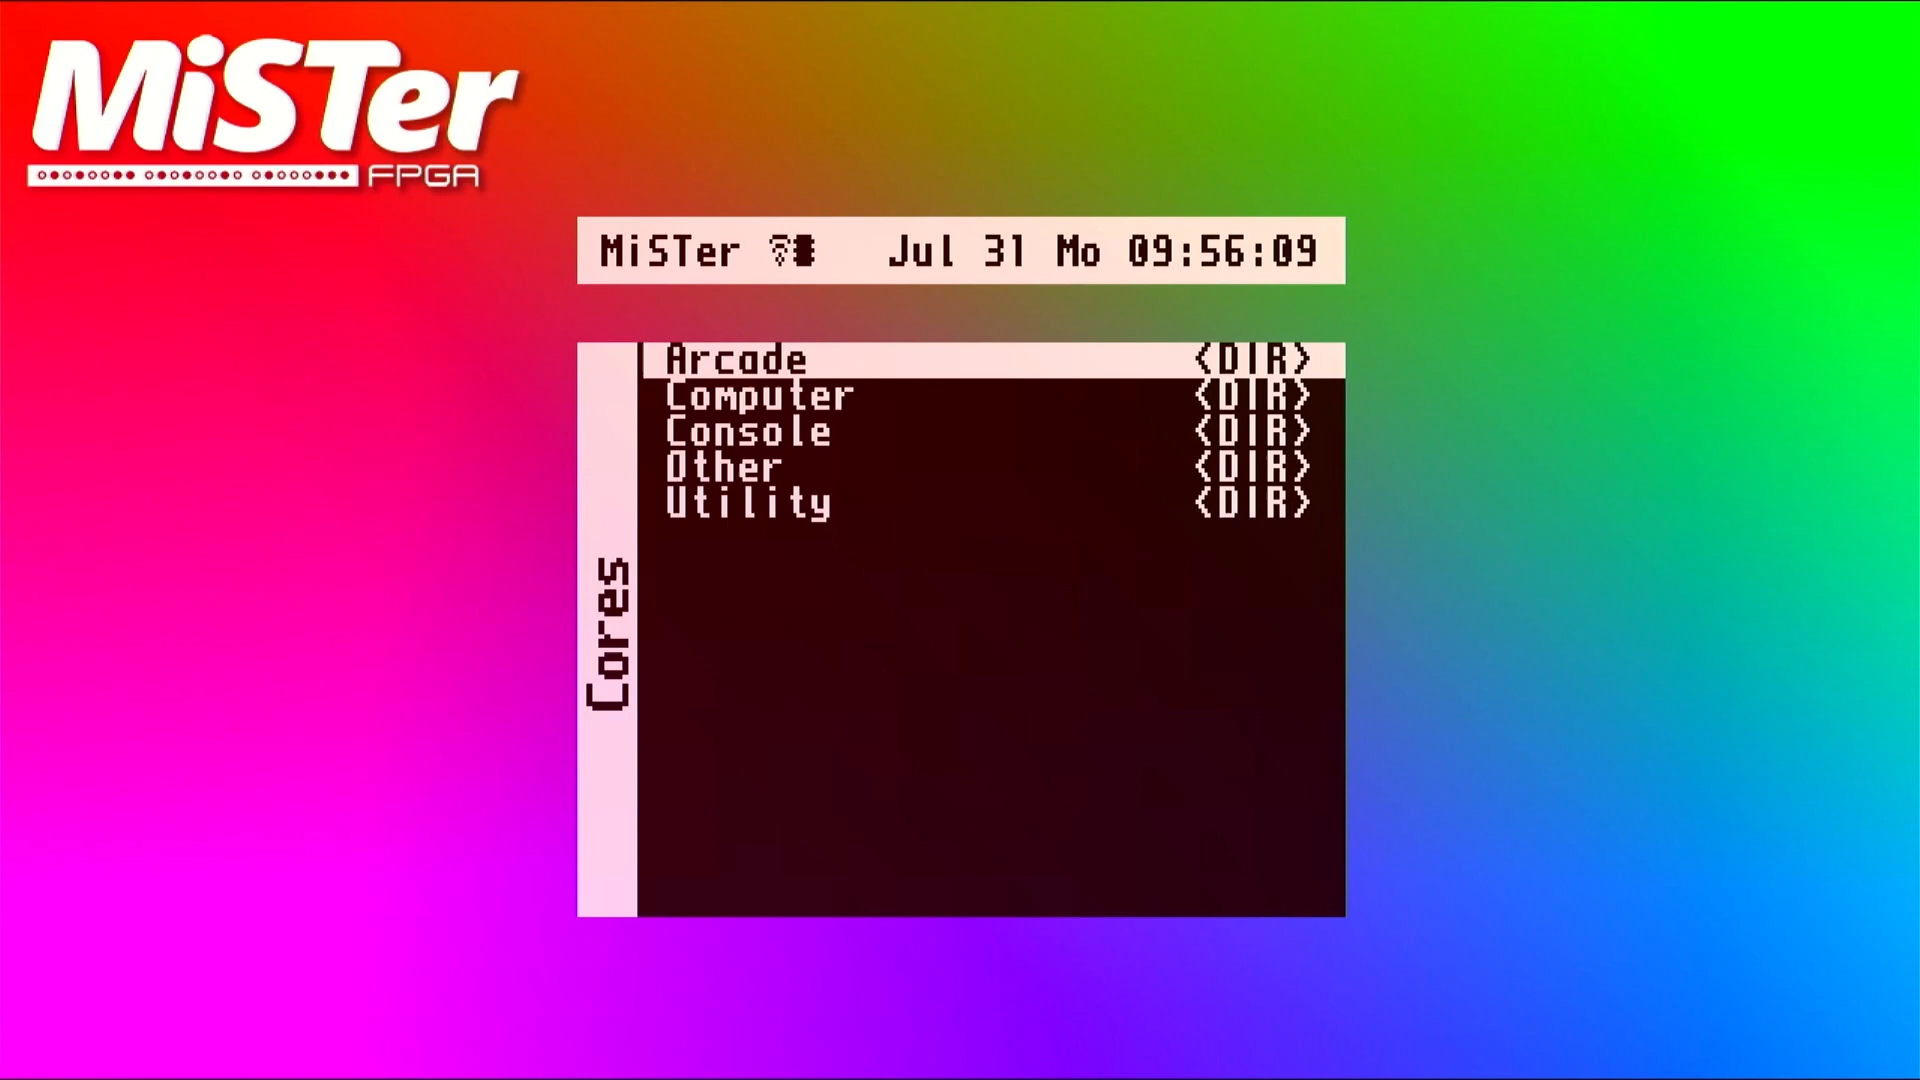 MiSTer
FPGA
MiSTer Jul 31 Mo 09:56:09
Cores
Arcade <DIR>
Computer <DIR>
Console <DIR>
Other <DIR>
Utility <DIR>